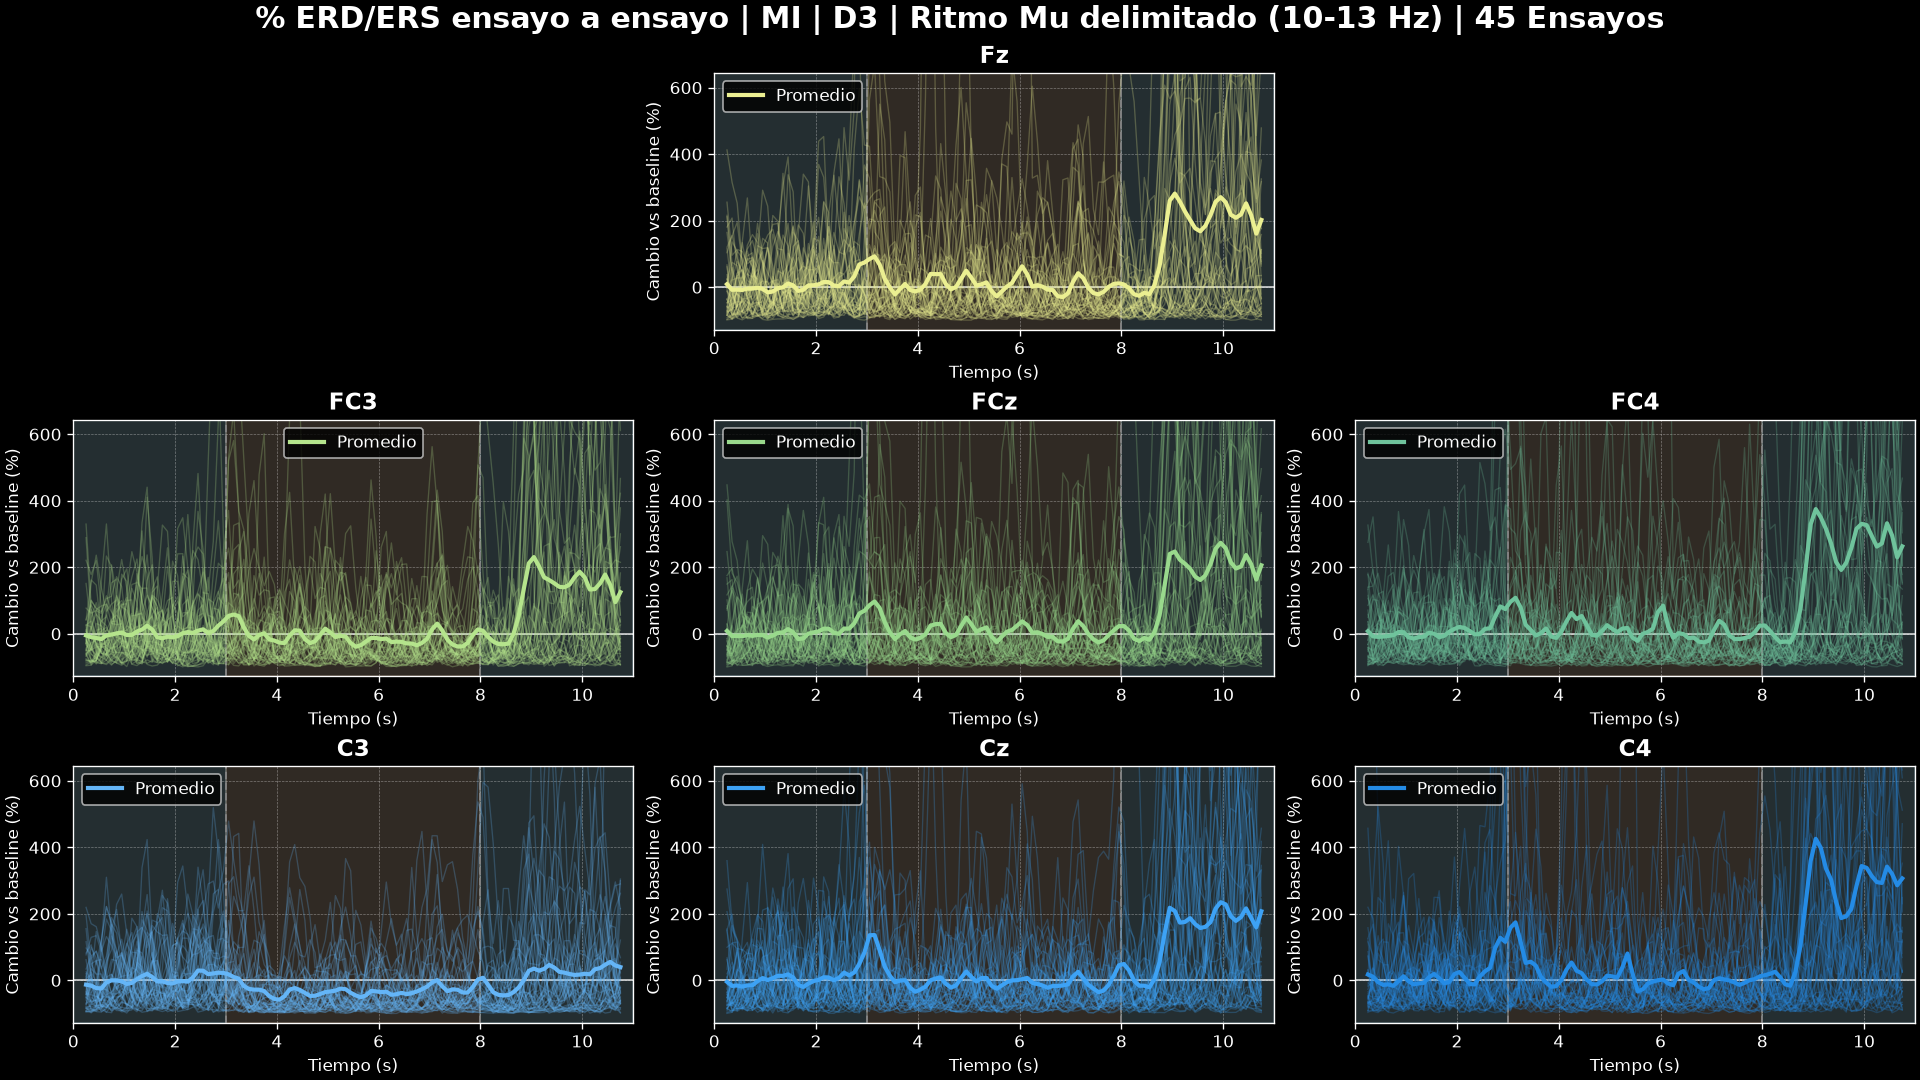 % ERD/ERS ensayo a ensayo | MI | D3 | Ritmo Mu delimitado (10-13 Hz) | 45 Ensayos
Fz
Cambio vs baseline (%)
600
400
200
0
Promedio
0 2 4 6 8 10
Tiempo (s)
FC3
Cambio vs baseline (%)
600
400
200
0
Promedio
0 2 4 6 8 10
Tiempo (s)
FCz
Cambio vs baseline (%)
600
400
200
0
Promedio
0 2 4 6 8 10
Tiempo (s)
FC4
Cambio vs baseline (%)
600
400
200
0
Promedio
0 2 4 6 8 10
Tiempo (s)
C3
Cambio vs baseline (%)
600
400
200
0
Promedio
0 2 4 6 8 10
Tiempo (s)
Cz
Cambio vs baseline (%)
600
400
200
0
Promedio
0 2 4 6 8 10
Tiempo (s)
C4
Cambio vs baseline (%)
600
400
200
0
Promedio
0 2 4 6 8 10
Tiempo (s)